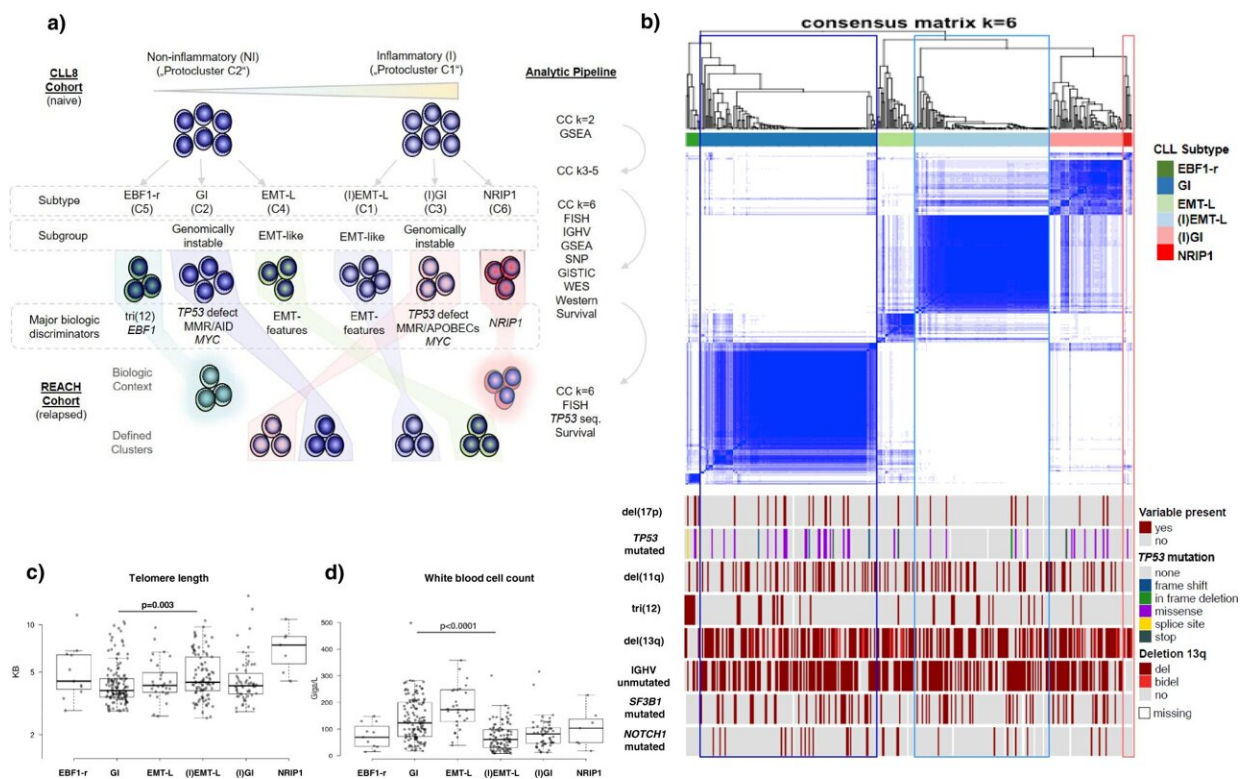 a)
Non-inflammatory (NI)
(„Protocluster C2“)
Inflammatory (I)
(„Protocluster C1“)
CLL8
Cohort
(naive)
Analytic Pipeline
CC k=2
GSEA
CC k3-5
Subtype
EBF1-r
(C5)
GI
(C2)
EMT-L
(C4)
(I)EMT-L
(C1)
(I)GI
(C3)
NRIP1
(C6)
Subgroup
Genomically
instable
EMT-like
EMT-like
Genomically
instable
CC k=6
FISH
IGHV
GSEA
SNP
GISTIC
WES
Western
Survival
Major biologic
discriminators
tri(12)
EBF1
TP53 defect
MMR/AID
MYC
EMT-
features
EMT-
features
TP53 defect
MMR/APOBECs
MYC
NRIP1
REACH
Cohort
(relapsed)
Biologic
Context
Defined
Clusters
CC k=6
FISH
TP53 seq.
Survival
b)
consensus matrix k=6
CLL Subtype
EBF1-r
GI
EMT-L
(I)EMT-L
(I)GI
NRIP1
del(17p)
TP53
mutated
del(11q)
tri(12)
del(13q)
IGHV
unmutated
SF3B1
mutated
NOTCH1
mutated
Variable present
yes
no
TP53 mutation
none
frame shift
in frame deletion
missense
splice site
stop
Deletion 13q
del
bidel
no
missing
c)
Telomere length
p=0.003
KB
10
5
2
EBF1-r GI EMT-L (I)EMT-L (I)GI NRIP1
d)
White blood cell count
p<0.0001
Giga/L
500
400
300
200
100
0
EBF1-r GI EMT-L (I)EMT-L (I)GI NRIP1